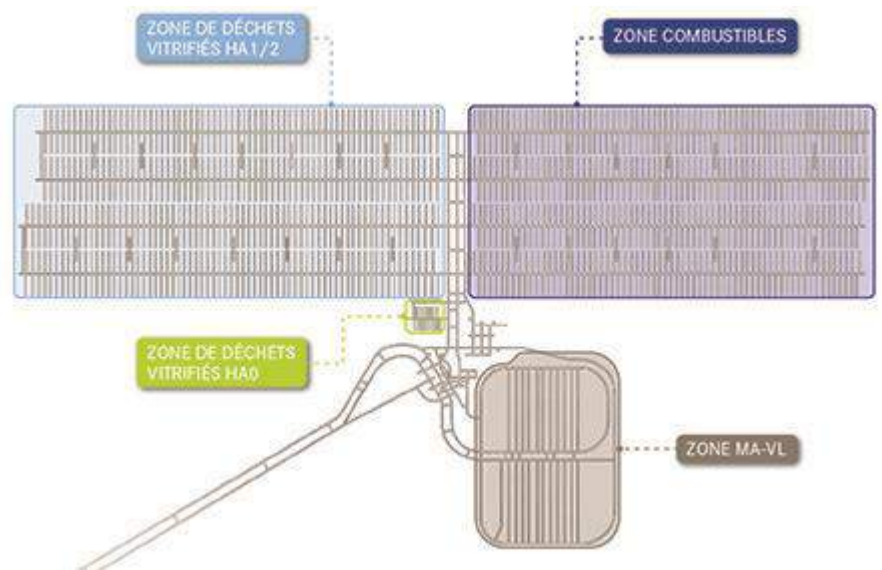 ZONE DE DÉCHETS
VITRIFIÉS HA1/2
ZONE COMBUSTIBLES
ZONE DE DÉCHETS
VITRIFIÉS HA0
ZONE MA-VL